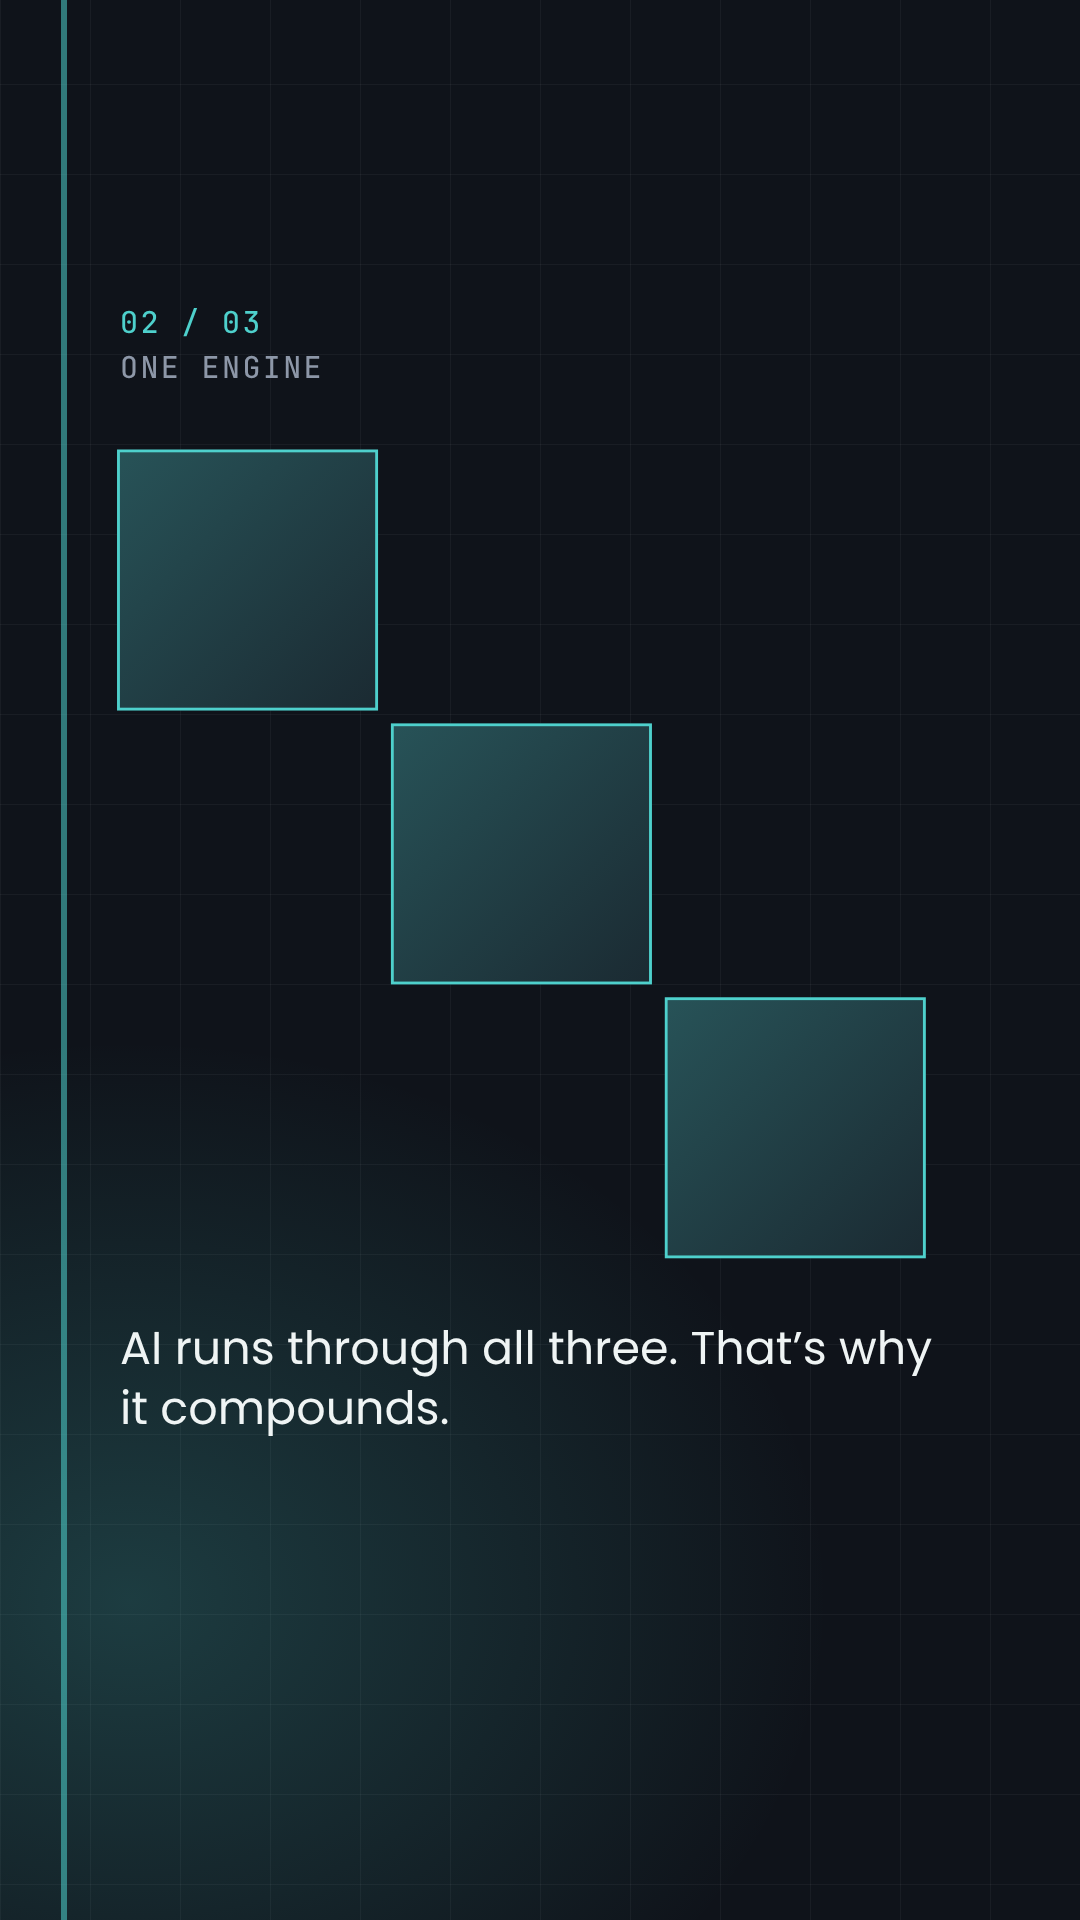 02 / 03
ONE ENGINE
AI runs through all three. That’s why
it compounds.